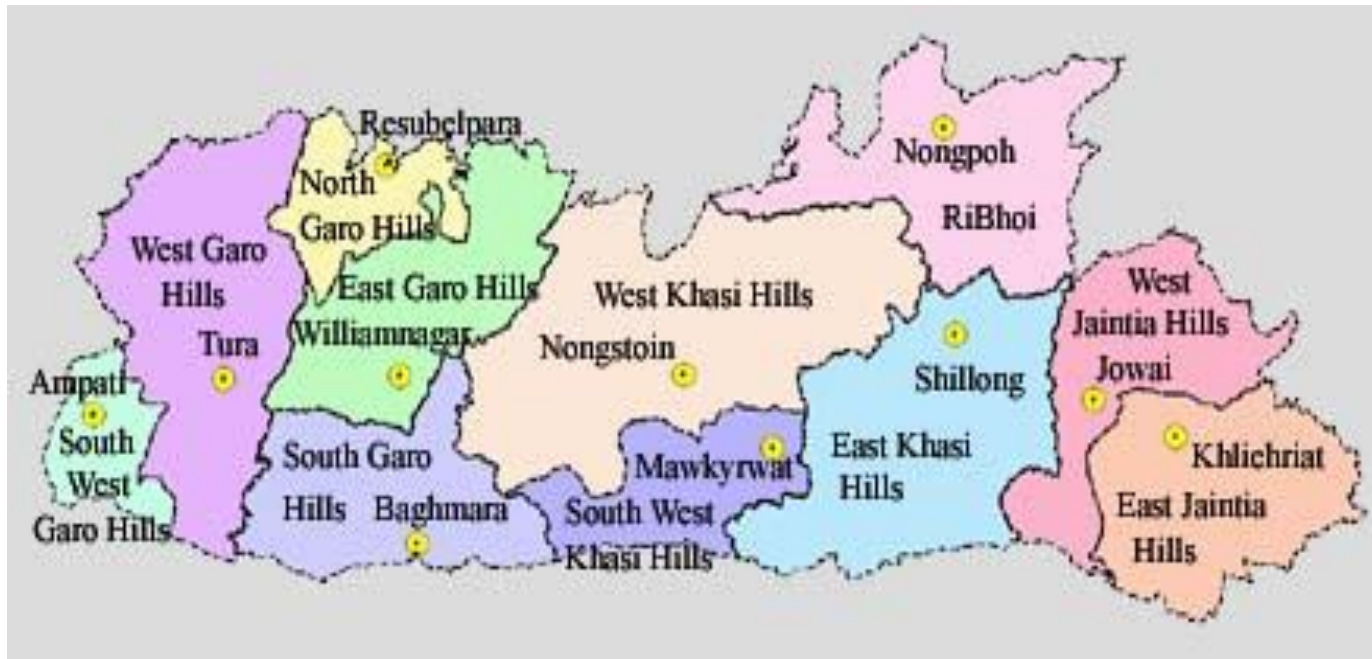 Resubelpara
North
Garo Hills
West Garo
Hills
Tura
Ampati
South
West
Garo Hills
East Garo Hills
Williamnagar
South Garo
Hills
Baghmara
West Khasi Hills
Nongstoin
Mawkyrwat
South West
Khasi Hills
Nongpoh
RiBhoi
Shillong
East Khasi
Hills
West
Jaintia Hills
Jowai
Khlichriat
East Jaintia
Hills